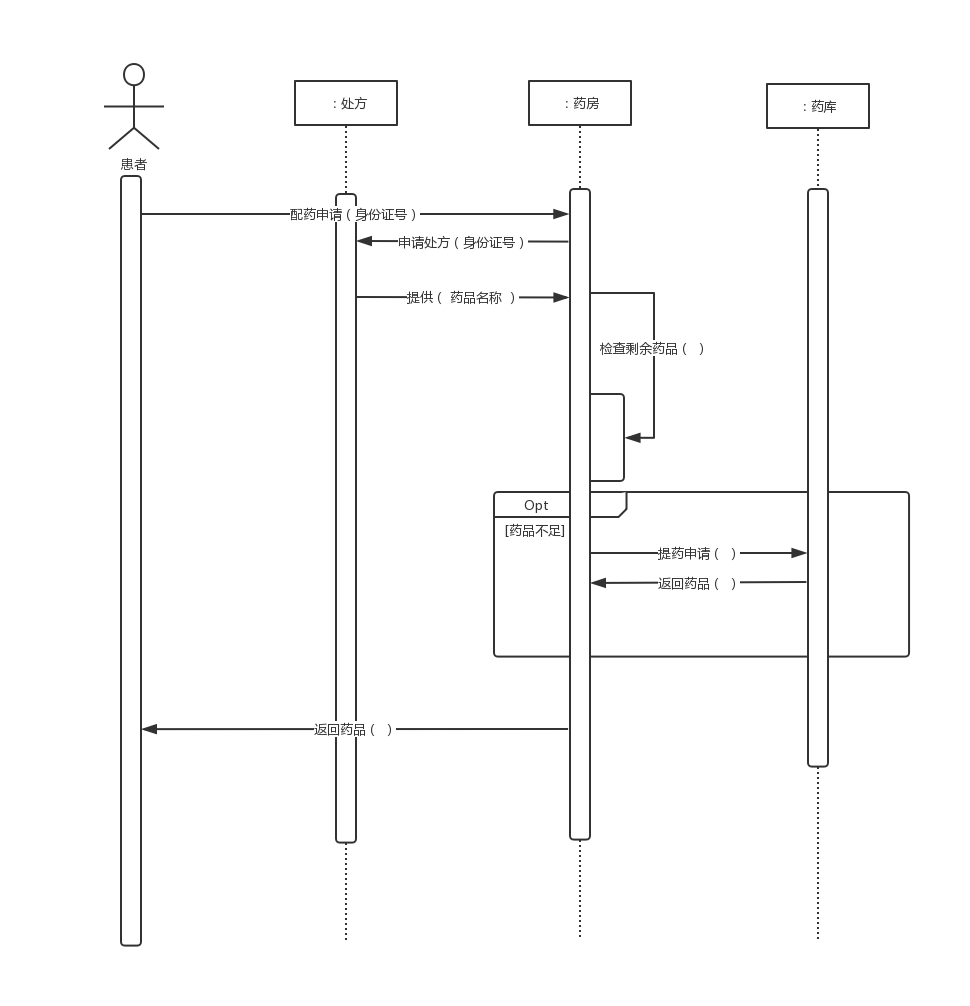 患者
：处方
：药房
：药库
配药申请（身份证号）
申请处方（身份证号）
提供（ 药品名称 ）
检查剩余药品（ ）
Opt
[药品不足]
提药申请（ ）
返回药品（ ）
返回药品（ ）